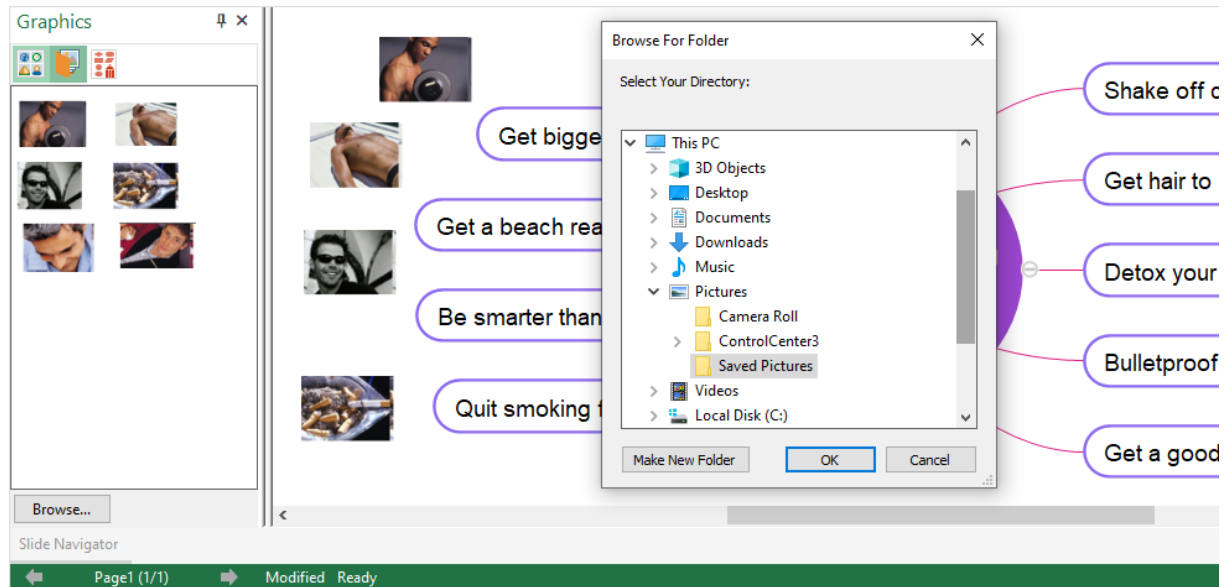 Graphics
Browse...
Get bigge
Get a beach rea
Be smarter than
Quit smoking f
Browse For Folder
Select Your Directory:
This PC
3D Objects
Desktop
Documents
Downloads
Music
Pictures
Camera Roll
ControlCenter3
Saved Pictures
Videos
Local Disk (C:)
Make New Folder
OK
Cancel
Shake off c
Get hair to
Detox your
Bulletproof
Get a good
Slide Navigator
Page1 (1/1)
Modified Ready